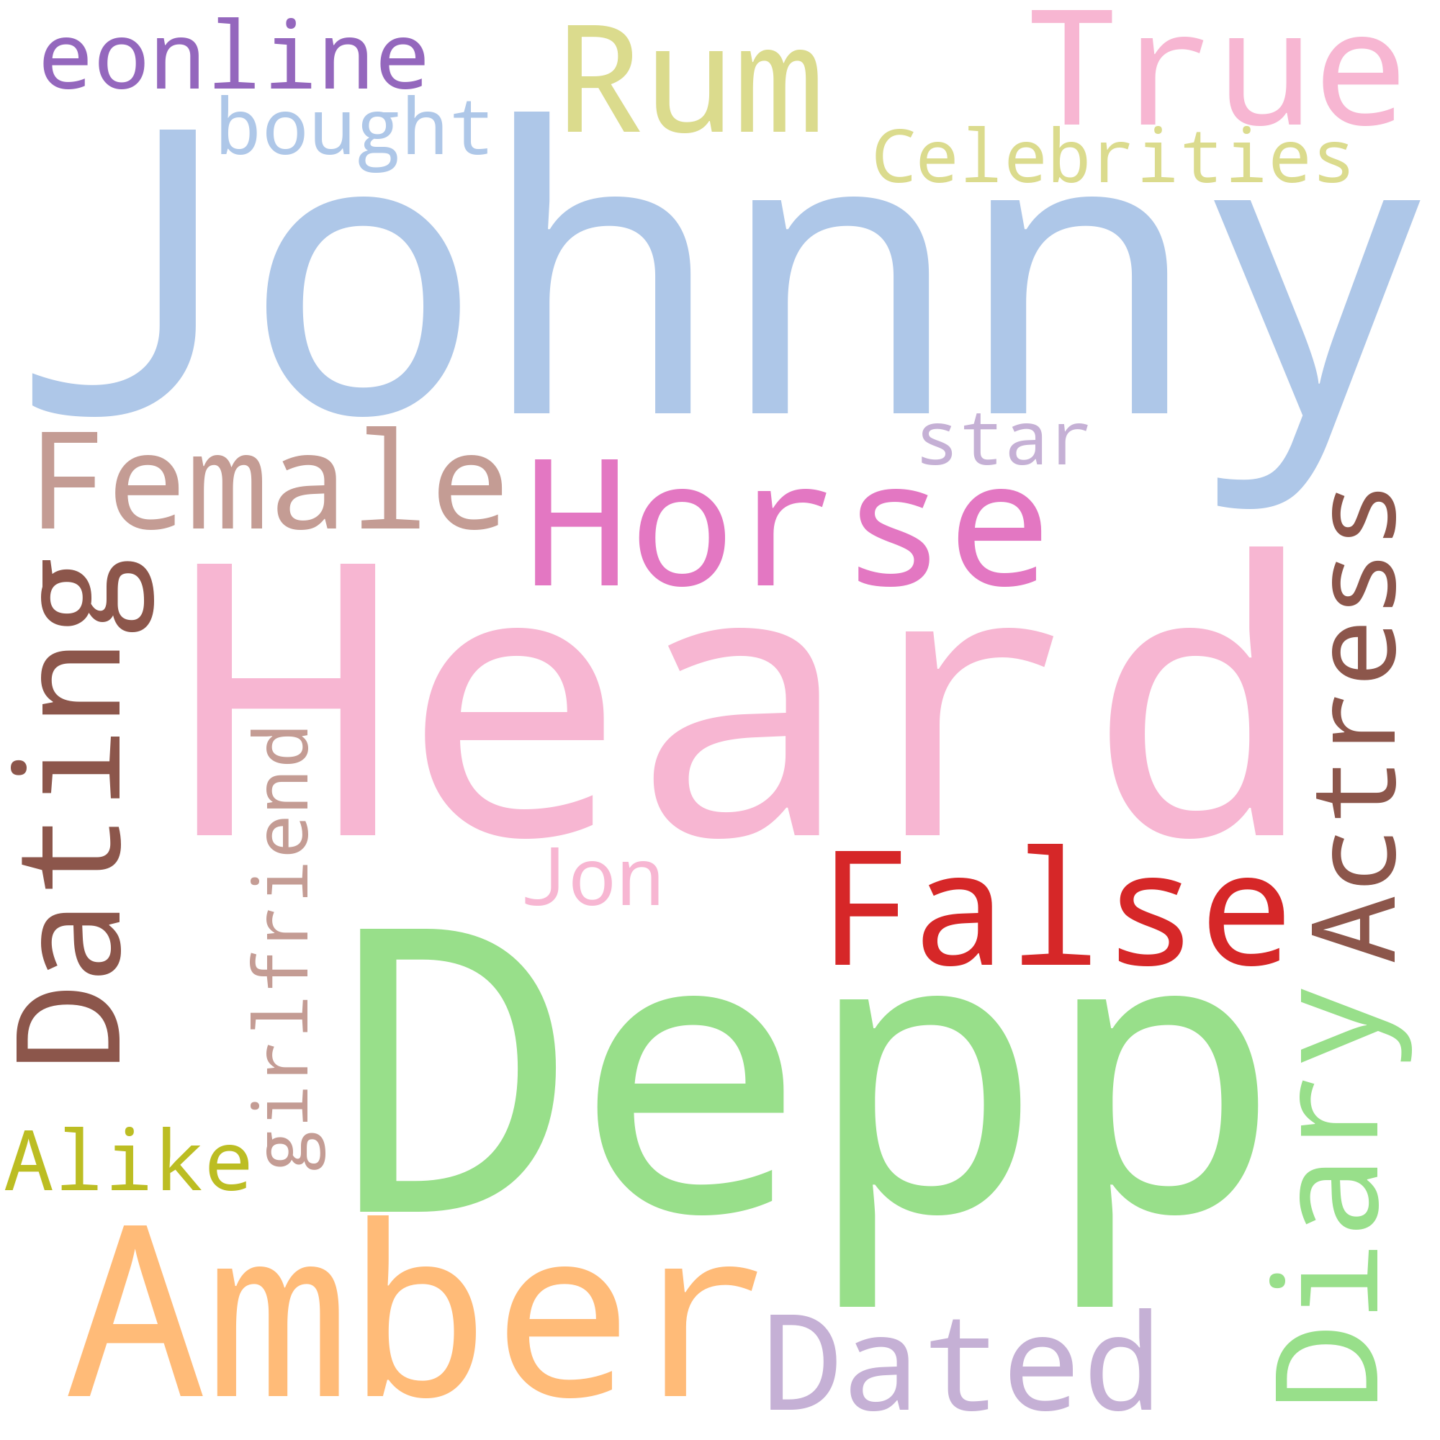 eonline
Rum
True
bought
Celebrities
Johnny
star
Female
Horse
Dating
Heard
Actress
girlfriend
Jon
False
Depp
Diary
Alike
Amber
Dated